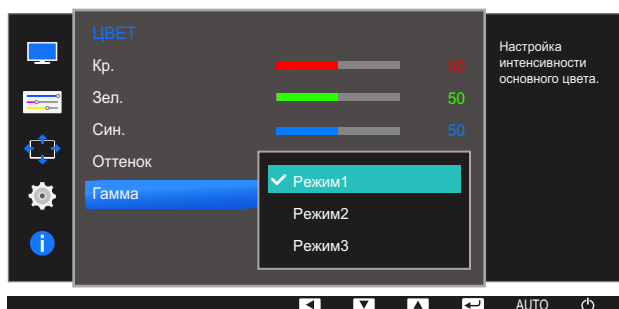 ЦВЕТ
Кр. 50
Зел. 50
Син. 50
Оттенок
Гамма
Режим1
Режим2
Режим3
Настройка
интенсивности
основного цвета.
AUTO